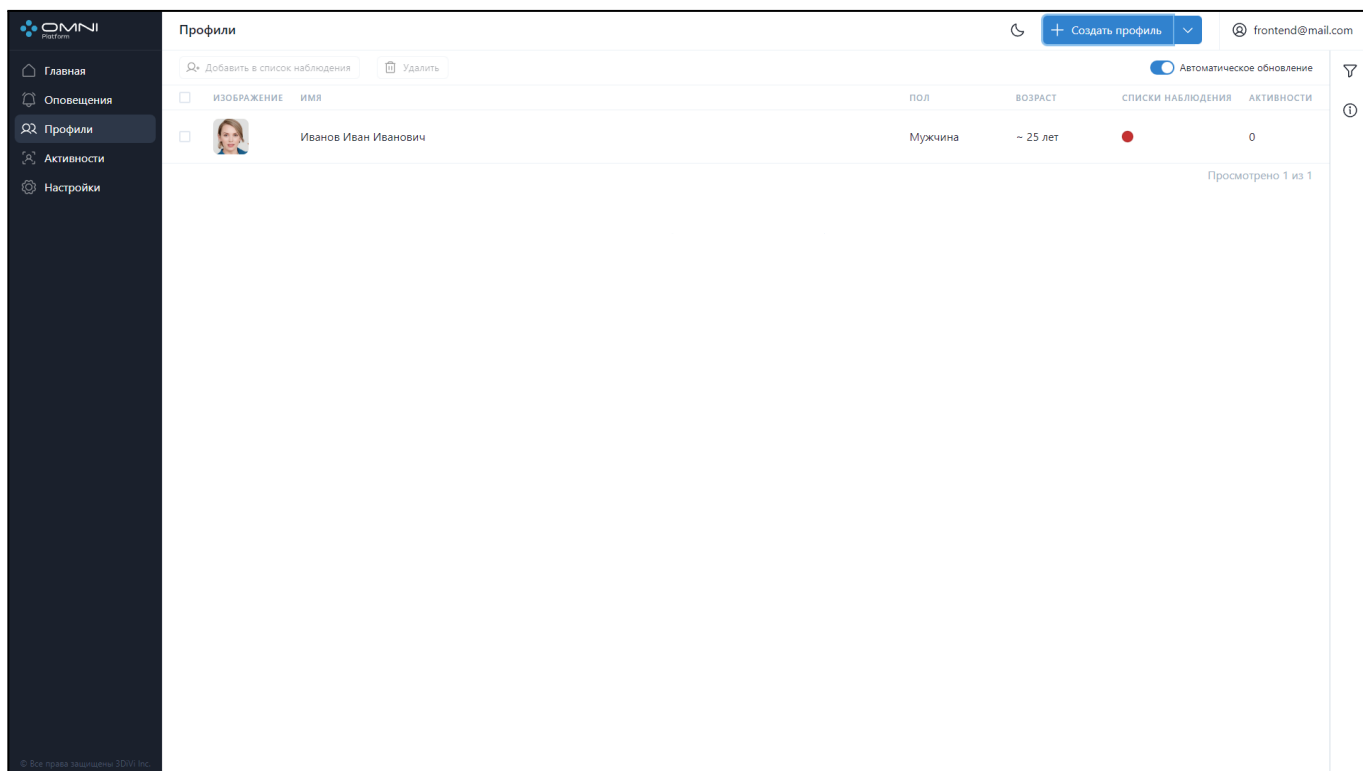 OMNI
Platform
Профили
Создать профиль
frontend@mail.com
Главная
Оповещения
Профили
Активности
Настройки
Добавить в список наблюдения
Удалить
Автоматическое обновление
ИЗОБРАЖЕНИЕ ИМЯ ПОЛ ВОЗРАСТ СПИСКИ НАБЛЮДЕНИЯ АКТИВНОСТИ
Иванов Иван Иванович Мужчина ~ 25 лет 0
Просмотрено 1 из 1
© Все права защищены 3DiVi Inc.